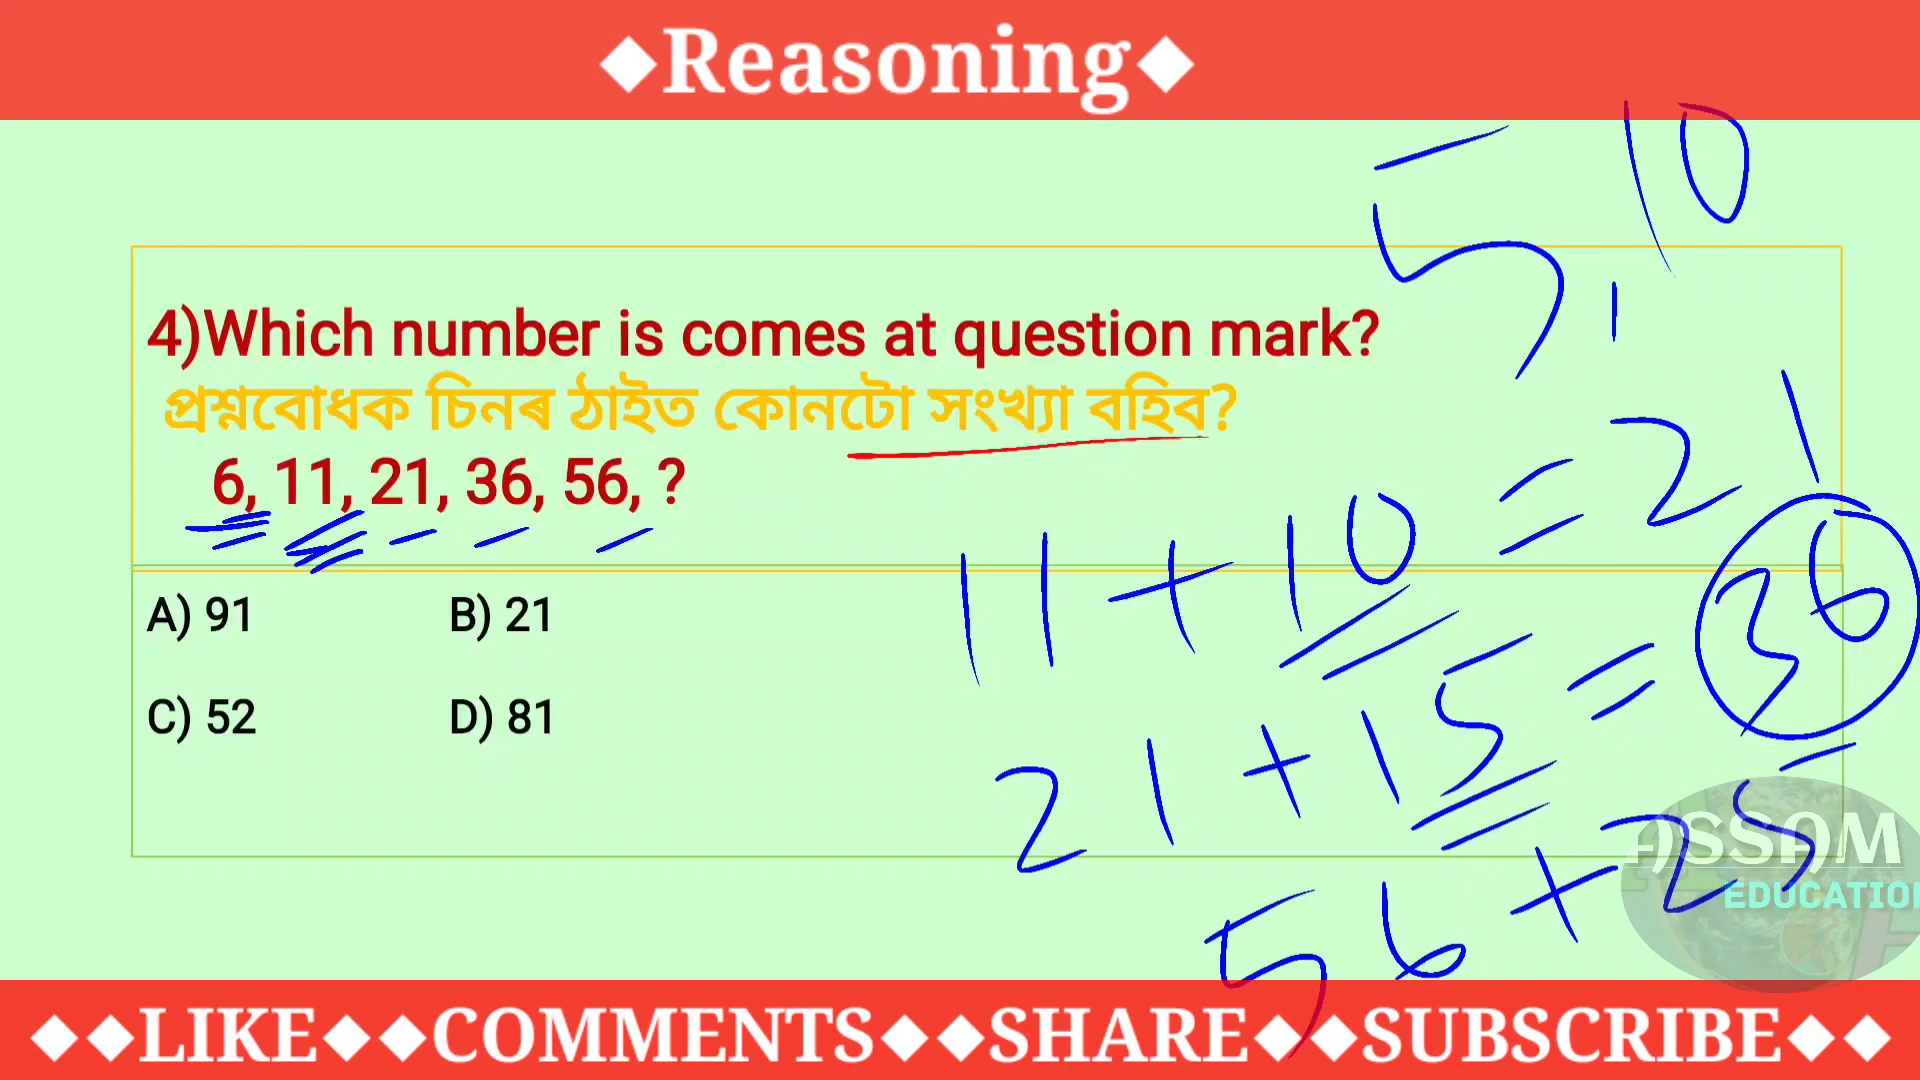 ◆Reasoning◆
5, 10
4)Which number is comes at question mark?
প্ৰশ্নবোধক চিনৰ ঠাইত কোনটো সংখ্যা বহিব?
6, 11, 21, 36, 56, ?
11 + 10 = 21
A) 91 B) 21
21 + 15 = 36
C) 52 D) 81
56 + 25
ASSAM
EDUCATIO
◆◆LIKE◆◆COMMENTS◆◆SHARE◆◆SUBSCRIBE◆◆